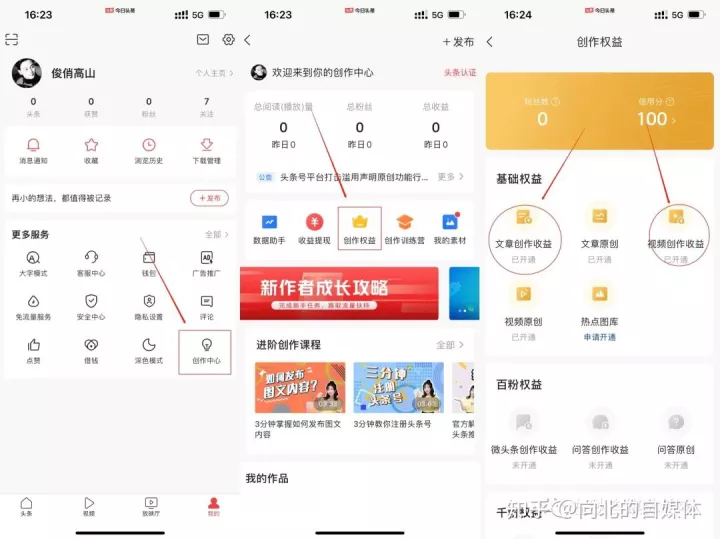 16:23
今日头条
5G
俊俏高山
个人主页
0
0
0
7
头条
获赞
粉丝
关注
消息通知
收藏
浏览历史
下载管理
再小的想法，都值得被记录
+发布
更多服务
全部
大字模式
客服中心
钱包
广告推广
免流量服务
安全中心
隐私设置
评论
点赞
借钱
深色模式
创作中心
头条
视频
放映厅
我的
16:23
今日头条
5G
+发布
欢迎来到你的创作中心
头条认证
总阅读(播放)量
总粉丝
总收益
0
0
0
昨日0
昨日0
昨日0
公告
头条号平台打击滥用声明原创功能行...
更多
数据助手
收益提现
创作权益
创作训练营
我的素材
新作者成长攻略
完成新手任务，赢取流量扶持
进阶创作课程
全部
如何发布
图文内容?
03:32
三分钟
注册
头条号
03:03
3分钟掌握如何发布图文
内容
3分钟教你注册头条号
官方解
头条推
我的作品
16:24
今日头条
5G
创作权益
粉丝数
信用分
0
100
基础权益
文章创作收益
已开通
文章原创
已开通
视频创作收益
已开通
视频原创
已开通
热点图库
申请开通
百粉权益
微头条创作收益
未开通
问答创作收益
未开通
问答原创
未开通
千粉权益
知乎 @向北的自媒体